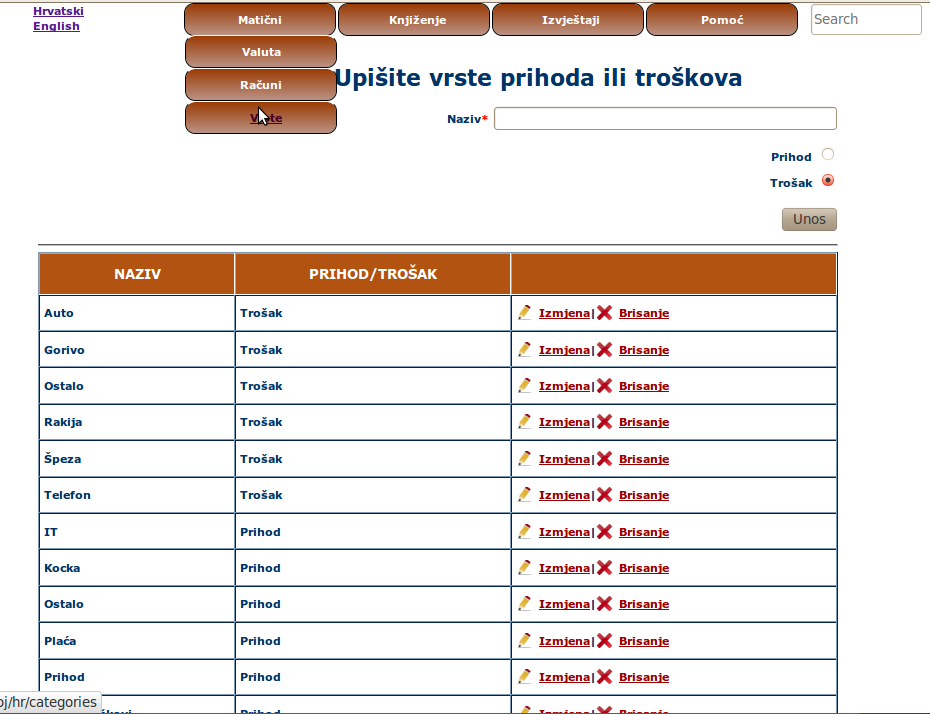 Hrvatski
English
Matični Knjiženje Izvještaji Pomoć Search
Valuta
Računi
Upišite vrste prihoda ili troškova
Naziv*
Prihod
Trošak
Unos
NAZIV PRIHOD/TROŠAK
Auto Trošak Izmjena| Brisanje
Gorivo Trošak Izmjena| Brisanje
Ostalo Trošak Izmjena| Brisanje
Rakija Trošak Izmjena| Brisanje
Špeza Trošak Izmjena| Brisanje
Telefon Trošak Izmjena| Brisanje
IT Prihod Izmjena| Brisanje
Kocka Prihod Izmjena| Brisanje
Ostalo Prihod Izmjena| Brisanje
Plaća Prihod Izmjena| Brisanje
Prihod Prihod Izmjena| Brisanje
Prihod Izmjena| Brisanje
oj/hr/categories